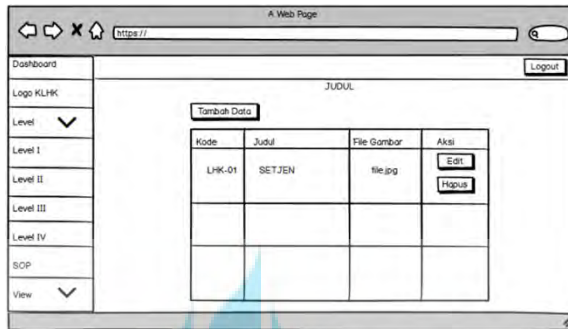 A Web Page
https://
Dashboard
Logout
Logo KLHK
JUDUL
Level
Tambah Data
Level I
Kode Judul File Gambar Aksi
LHK-01 SETJEN file.jpg Edit
Hapus
Level II
Level III
Level IV
SOP
View